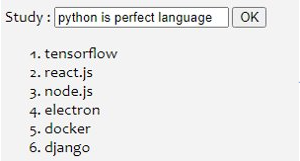 Study : python is perfect language OK
1. tensorflow
2. react.js
3. node.js
4. electron
5. docker
6. django